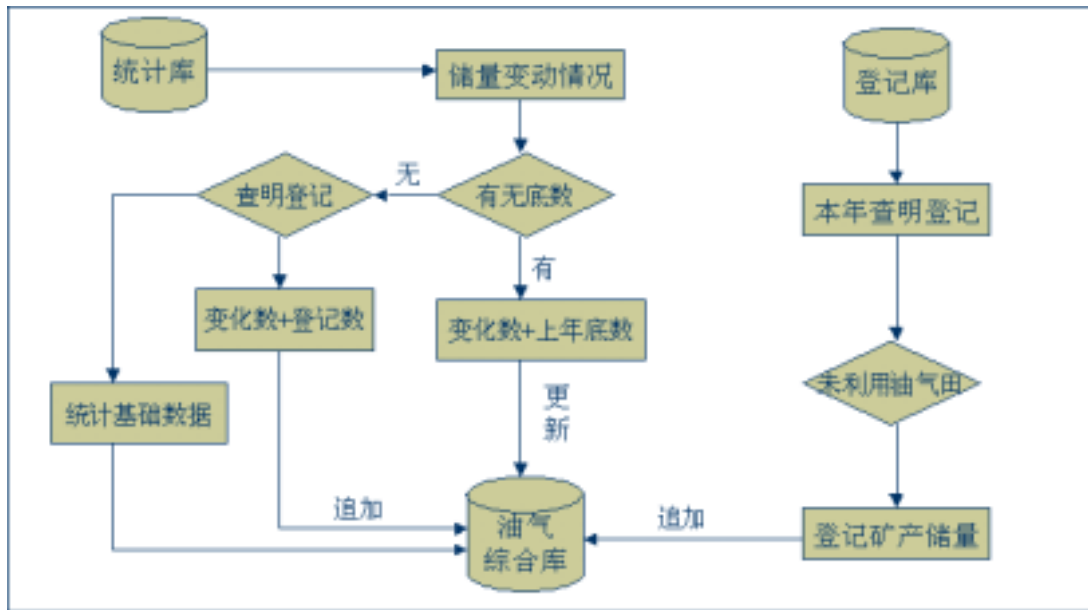 统计库
储量变动情况
登记库
查明登记
无
有无底数
本年查明登记
有
变化数+登记数
变化数+上年底数
未利用油气田
统计基础数据
更
新
追加
油气
综合库
追加
登记矿产储量